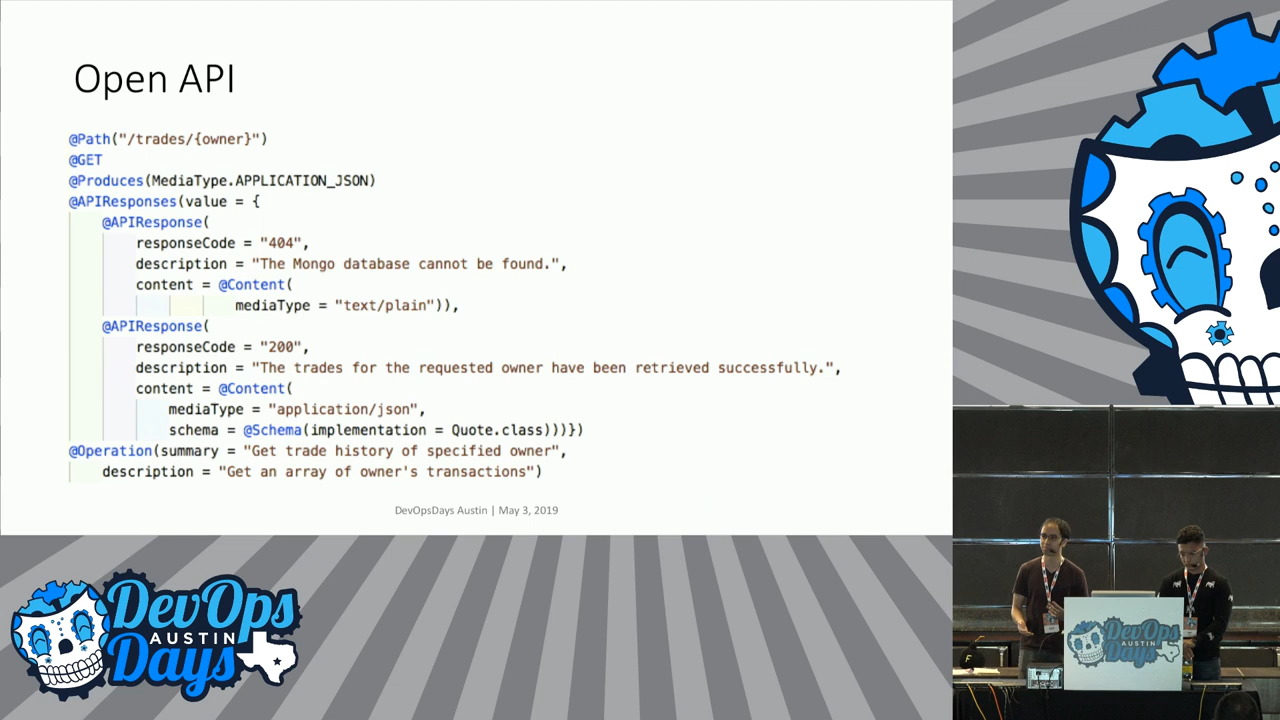 Open API
@Path("/trades/{owner}")
@GET
@Produces(MediaType.APPLICATION_JSON)
@APIResponses(value = {
@APIResponse(
responseCode = "404",
description = "The Mongo database cannot be found.",
content = @Content(
mediaType = "text/plain")),
@APIResponse(
responseCode = "200",
description = "The trades for the requested owner have been retrieved successfully.",
content = @Content(
mediaType = "application/json",
schema = @Schema(implementation = Quote.class)))})
@Operation(summary = "Get trade history of specified owner",
description = "Get an array of owner's transactions")
DevOpsDays Austin | May 3, 2019
DevOps
AUSTIN
Days
DevOps
AUSTIN
Days